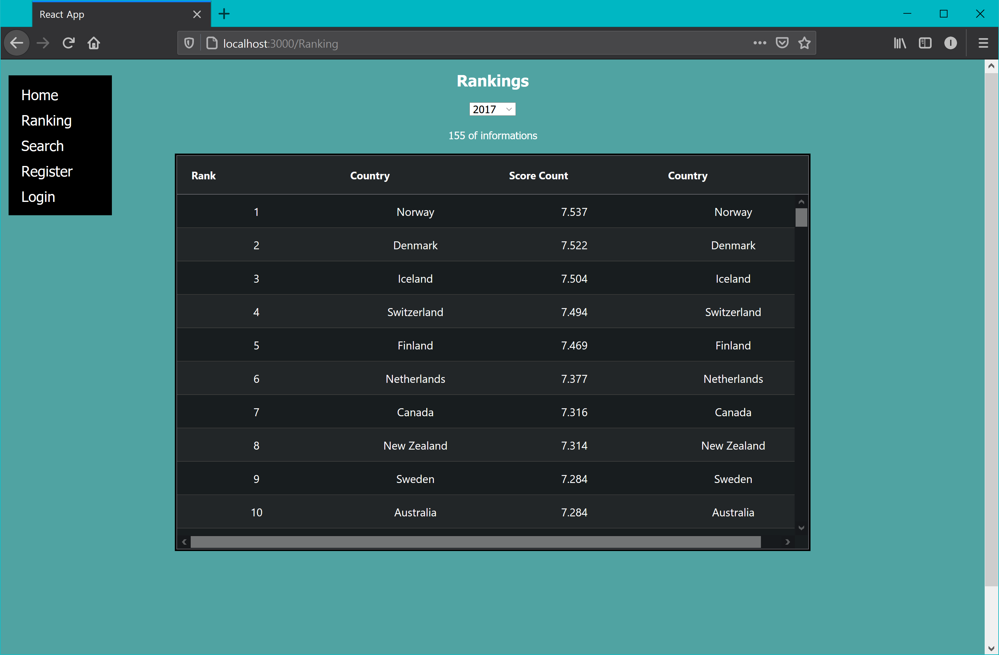 React App
localhost:3000/Ranking
Home
Ranking
Search
Register
Login
Rankings
2017
155 of informations
Rank Country Score Count Country
1 Norway 7.537 Norway
2 Denmark 7.522 Denmark
3 Iceland 7.504 Iceland
4 Switzerland 7.494 Switzerland
5 Finland 7.469 Finland
6 Netherlands 7.377 Netherlands
7 Canada 7.316 Canada
8 New Zealand 7.314 New Zealand
9 Sweden 7.284 Sweden
10 Australia 7.284 Australia